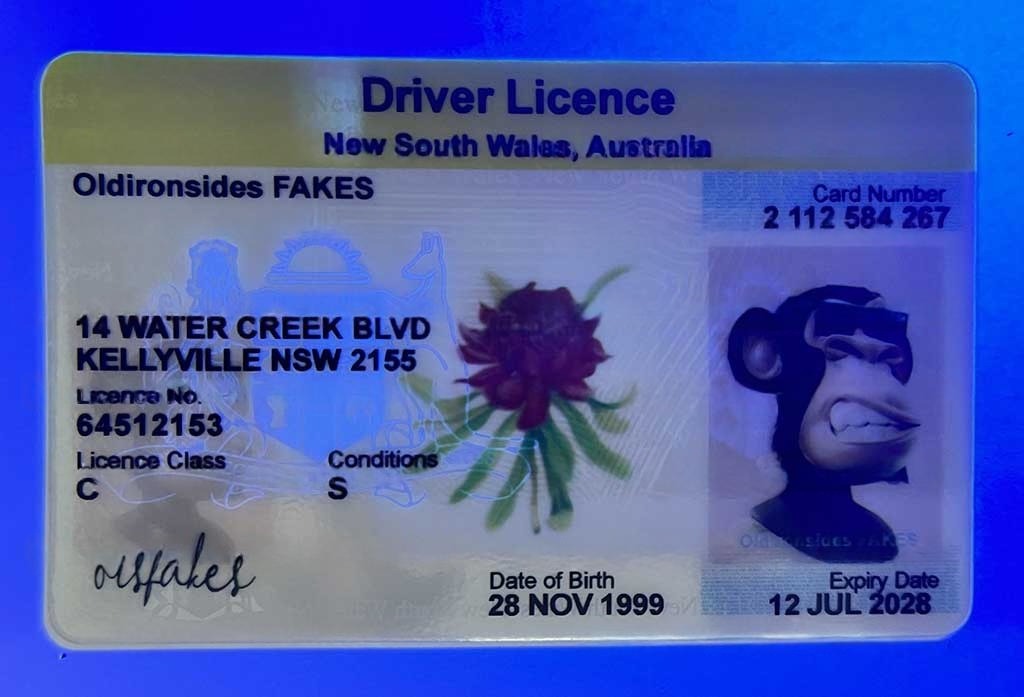 Driver Licence
New South Wales, Australia
Oldironsides FAKES
Card Number
2 112 584 267
14 WATER CREEK BLVD
KELLYVILLE NSW 2155
Licence No.
64512153
Licence Class
C
Conditions
S
oisfakes
Date of Birth
28 NOV 1999
Oldironsides FAKES
Expiry Date
12 JUL 2028